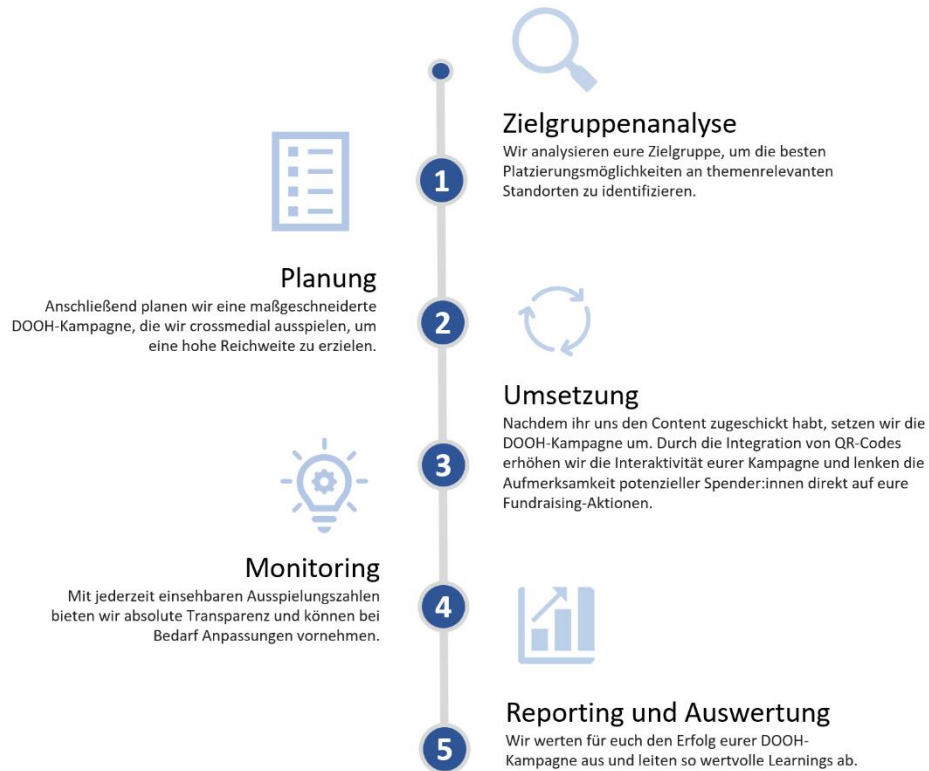 Zielgruppenanalyse
Wir analysieren eure Zielgruppe, um die besten
Platzierungsmöglichkeiten an themenrelevanten
Standorten zu identifizieren.
1
Planung
Anschließend planen wir eine maßgeschneiderte
DOOH-Kampagne, die wir crossmedial ausspielen, um
eine hohe Reichweite zu erzielen.
2
Umsetzung
Nachdem ihr uns den Content zugeschickt habt, setzen wir die
DOOH-Kampagne um. Durch die Integration von QR-Codes
erhöhen wir die Interaktivität eurer Kampagne und lenken die
Aufmerksamkeit potenzieller Spender:innen direkt auf eure
Fundraising-Aktionen.
3
Monitoring
Mit jederzeit einsehbaren Ausspielungszahlen
bieten wir absolute Transparenz und können bei
Bedarf Anpassungen vornehmen.
4
Reporting und Auswertung
Wir werten für euch den Erfolg eurer DOOH-
Kampagne aus und leiten so wertvolle Learnings ab.
5